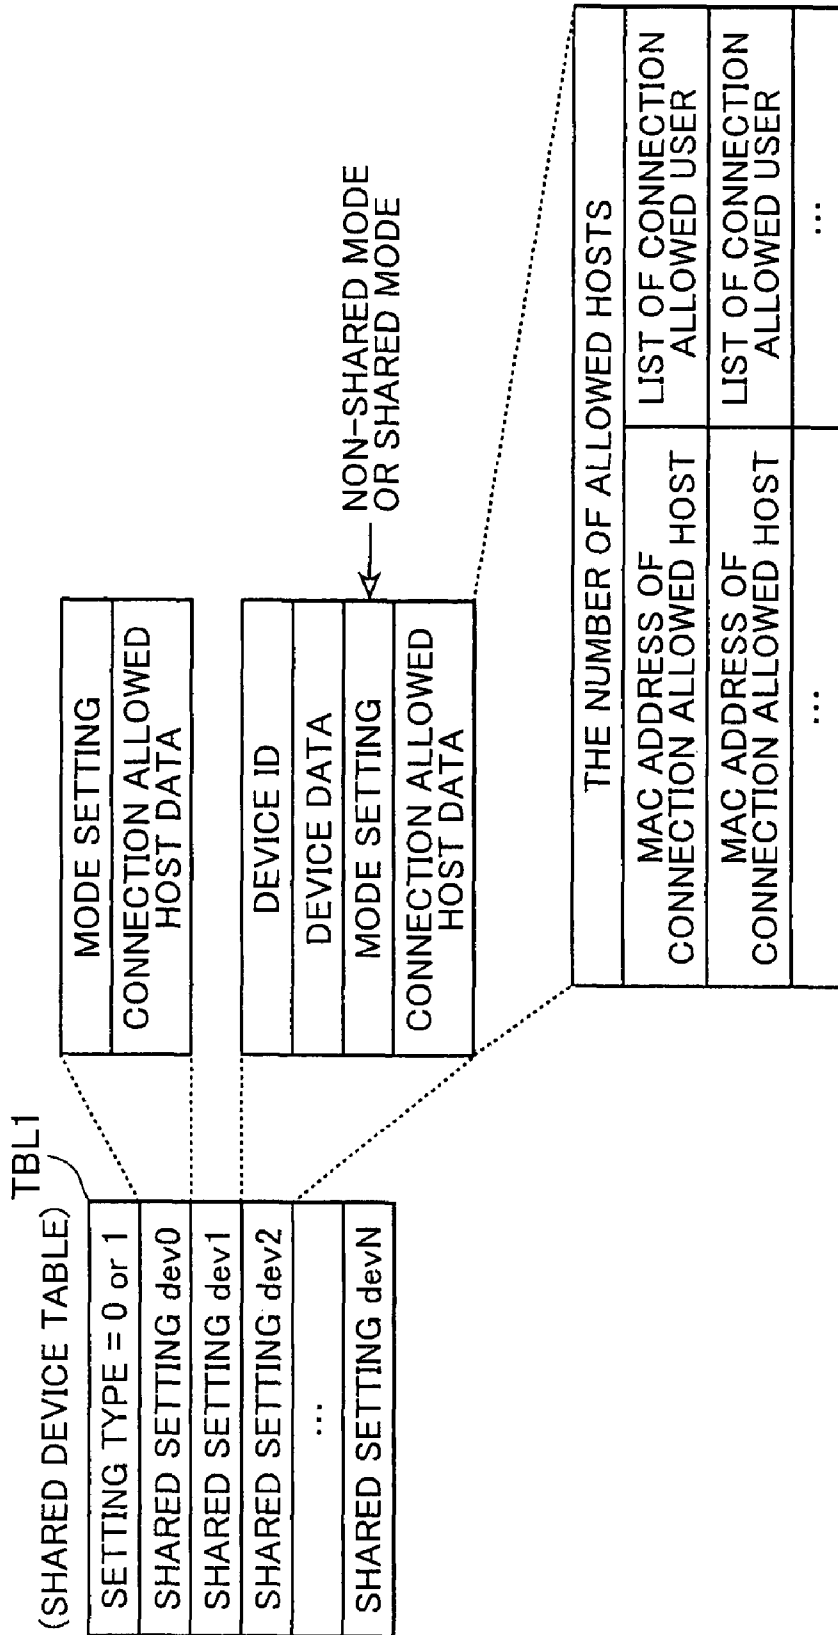 (SHARED DEVICE TABLE)
TBL1
SETTING TYPE = 0 or 1
SHARED SETTING dev0
SHARED SETTING dev1
SHARED SETTING dev2
...
SHARED SETTING devN
MODE SETTING
CONNECTION ALLOWED
HOST DATA
DEVICE ID
DEVICE DATA
MODE SETTING
CONNECTION ALLOWED
HOST DATA
NON-SHARED MODE
OR SHARED MODE
THE NUMBER OF ALLOWED HOSTS
MAC ADDRESS OF
CONNECTION ALLOWED HOST
LIST OF CONNECTION
ALLOWED USER
MAC ADDRESS OF
CONNECTION ALLOWED HOST
LIST OF CONNECTION
ALLOWED USER
...
...